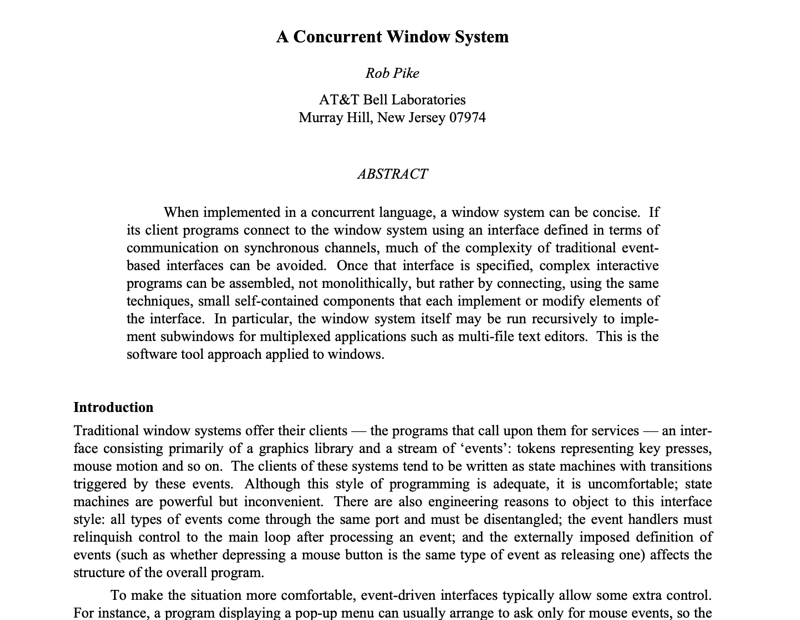 A Concurrent Window System
Rob Pike
AT&T Bell Laboratories
Murray Hill, New Jersey 07974
ABSTRACT
When implemented in a concurrent language, a window system can be concise. If
its client programs connect to the window system using an interface defined in terms of
communication on synchronous channels, much of the complexity of traditional event-
based interfaces can be avoided. Once that interface is specified, complex interactive
programs can be assembled, not monolithically, but rather by connecting, using the same
techniques, small self-contained components that each implement or modify elements of
the interface. In particular, the window system itself may be run recursively to imple-
ment subwindows for multiplexed applications such as multi-file text editors. This is the
software tool approach applied to windows.
Introduction
Traditional window systems offer their clients — the programs that call upon them for services — an inter-
face consisting primarily of a graphics library and a stream of ‘events’: tokens representing key presses,
mouse motion and so on. The clients of these systems tend to be written as state machines with transitions
triggered by these events. Although this style of programming is adequate, it is uncomfortable; state
machines are powerful but inconvenient. There are also engineering reasons to object to this interface
style: all types of events come through the same port and must be disentangled; the event handlers must
relinquish control to the main loop after processing an event; and the externally imposed definition of
events (such as whether depressing a mouse button is the same type of event as releasing one) affects the
structure of the overall program.
To make the situation more comfortable, event-driven interfaces typically allow some extra control.
For instance, a program displaying a pop-up menu can usually arrange to ask only for mouse events, so the